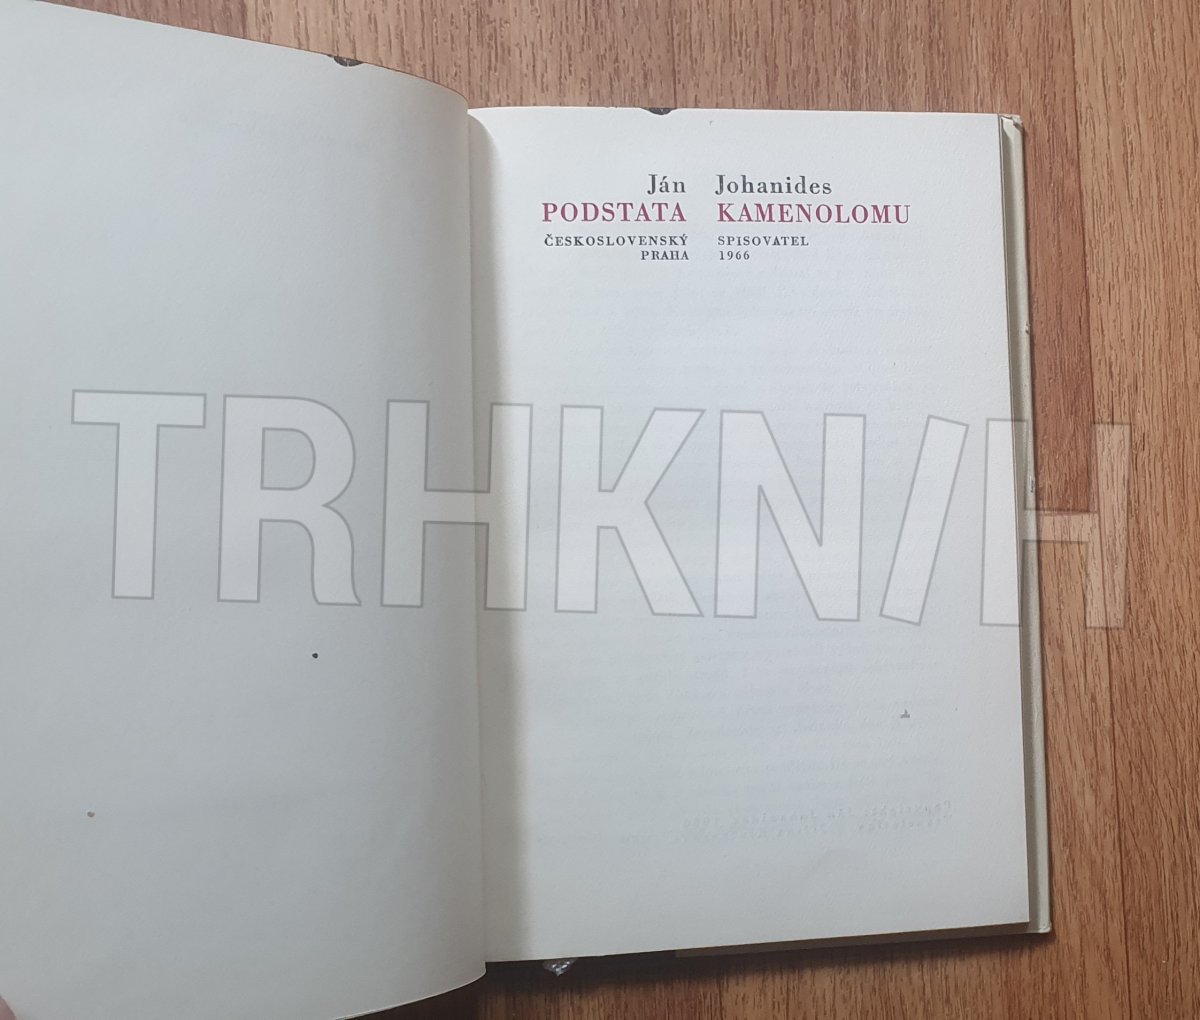 Ján Johanides
PODSTATA KAMENOLOMU
ČESKOSLOVENSKÝ SPISOVATEL
PRAHA 1966
TRHKNIH